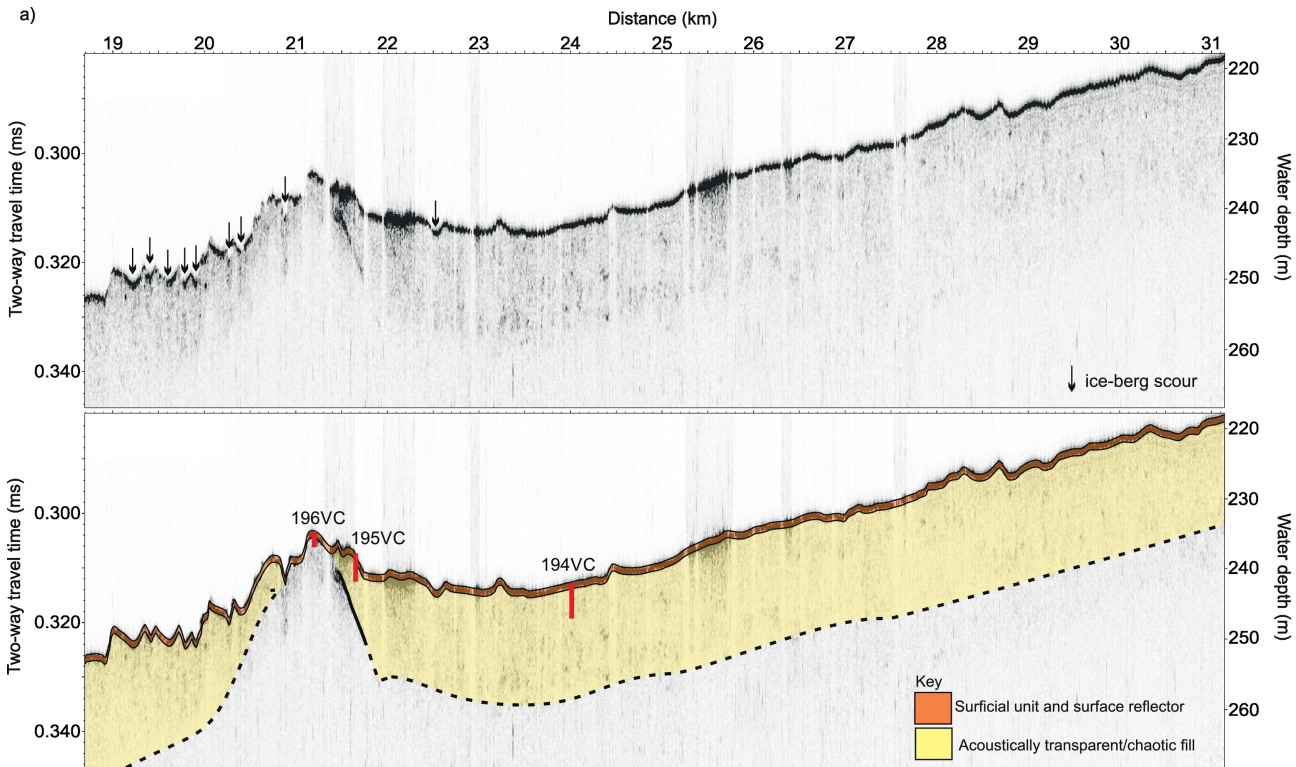 a)
Distance (km)
19 20 21 22 23 24 25 26 27 28 29 30 31
Two-way travel time (ms)
0.300
0.320
0.340
220
230
240
250
260
Water depth (m)
ice-berg scour
Two-way travel time (ms)
0.300
0.320
0.340
196VC
195VC
194VC
220
230
240
250
260
Water depth (m)
Key
Surficial unit and surface reflector
Acoustically transparent/chaotic fill